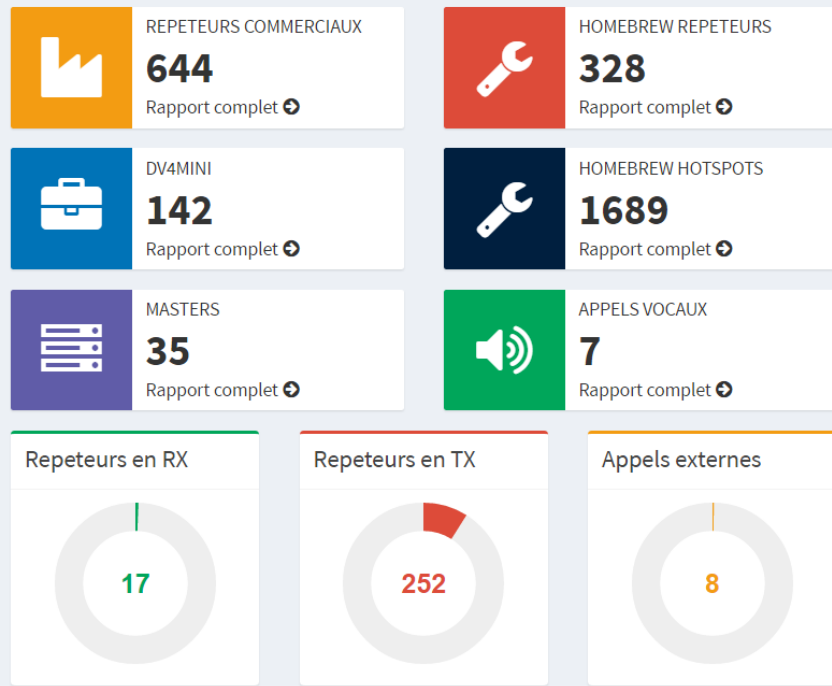 REPETEURS COMMERCIAUX
644
Rapport complet
HOMEBREW REPETEURS
328
Rapport complet
DV4MINI
142
Rapport complet
HOMEBREW HOTSPOTS
1689
Rapport complet
MASTERS
35
Rapport complet
APPELS VOCAUX
7
Rapport complet
Repeteurs en RX
17
Repeteurs en TX
252
Appels externes
8